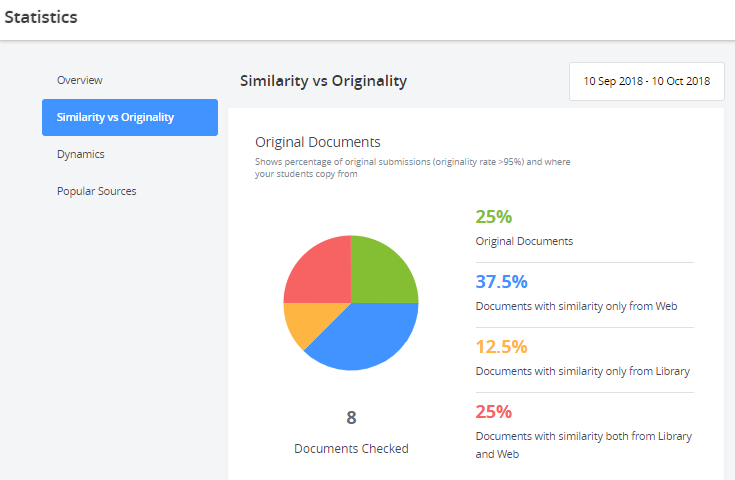 Statistics
Overview
Similarity vs Originality
Dynamics
Popular Sources
Similarity vs Originality
10 Sep 2018 - 10 Oct 2018
Original Documents
Shows percentage of original submissions (originality rate >95%) and where
your students copy from
8
Documents Checked
25%
Original Documents
37.5%
Documents with similarity only from Web
12.5%
Documents with similarity only from Library
25%
Documents with similarity both from Library
and Web